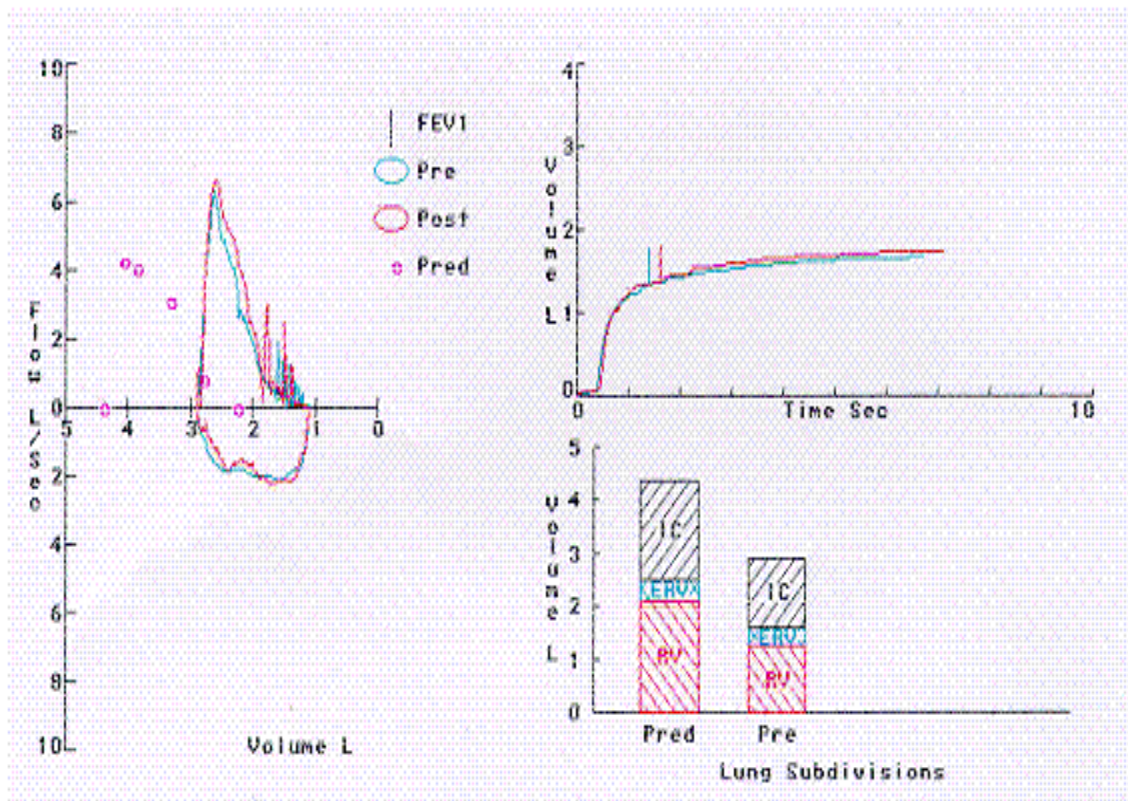 10
8
6
4
2
0
2
4
6
8
10
Flow L/Sec
5 4 3 2 1 0
Volume L
FEV1
Pre
Post
Pred
4
3
2
1
0
Volume L
0 Time Sec 10
5
4
3
2
1
0
Volume L
IC
ERV
RV
IC
ERV
RV
Pred Pre
Lung Subdivisions